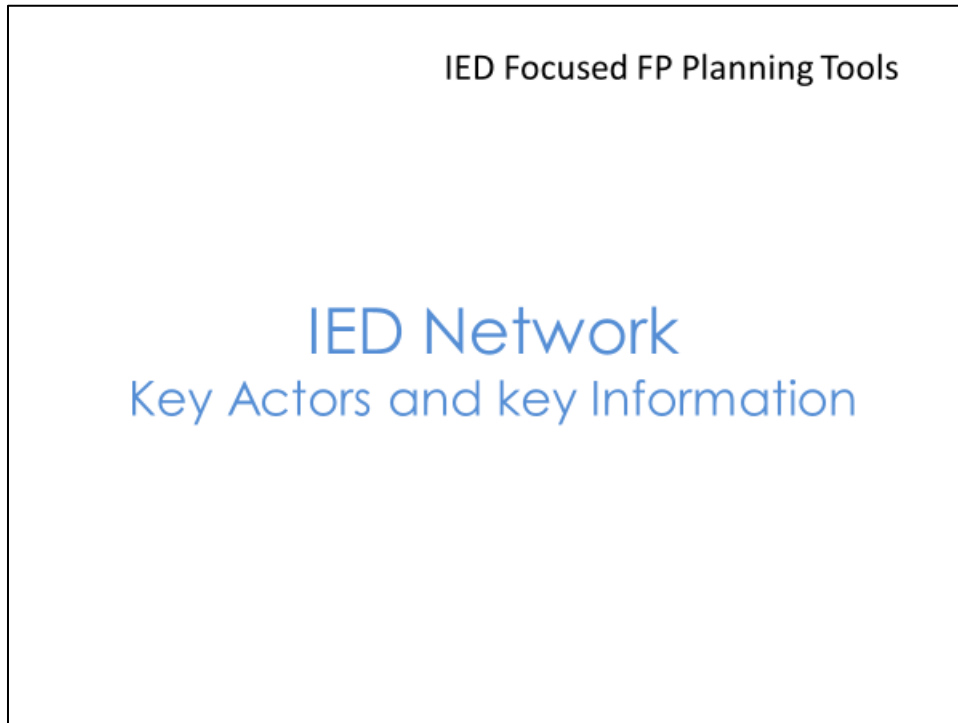 IED Focused FP Planning Tools
IED Network
Key Actors and key Information